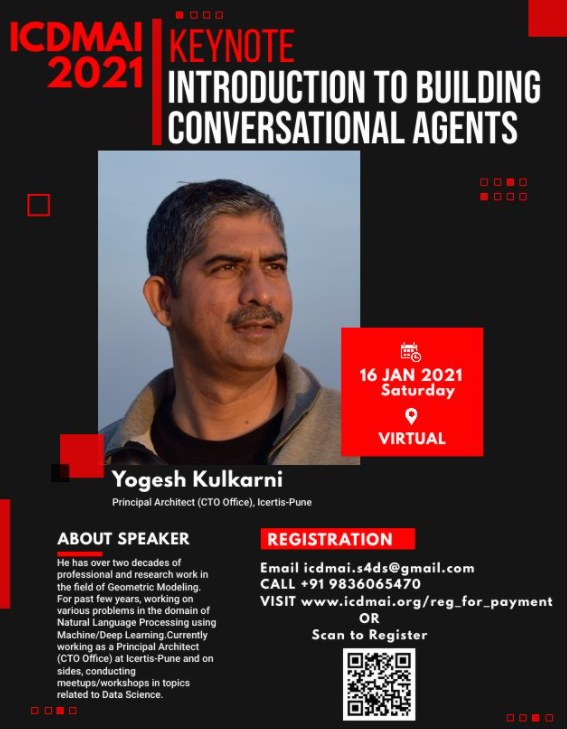 ICDMAI
2021
KEYNOTE
INTRODUCTION TO BUILDING
CONVERSATIONAL AGENTS
16 JAN 2021
Saturday
VIRTUAL
Yogesh Kulkarni
Principal Architect (CTO Office), Icertis-Pune
ABOUT SPEAKER
He has over two decades of
professional and research work in
the field of Geometric Modeling.
For past few years, working on
various problems in the domain of
Natural Language Processing using
Machine/Deep Learning.Currently
working as a Principal Architect
(CTO Office) at Icertis-Pune and on
sides, conducting
meetups/workshops in topics
related to Data Science.
REGISTRATION
Email icdmai.s4ds@gmail.com
CALL +91 9836065470
VISIT www.icdmai.org/reg_for_payment
OR
Scan to Register